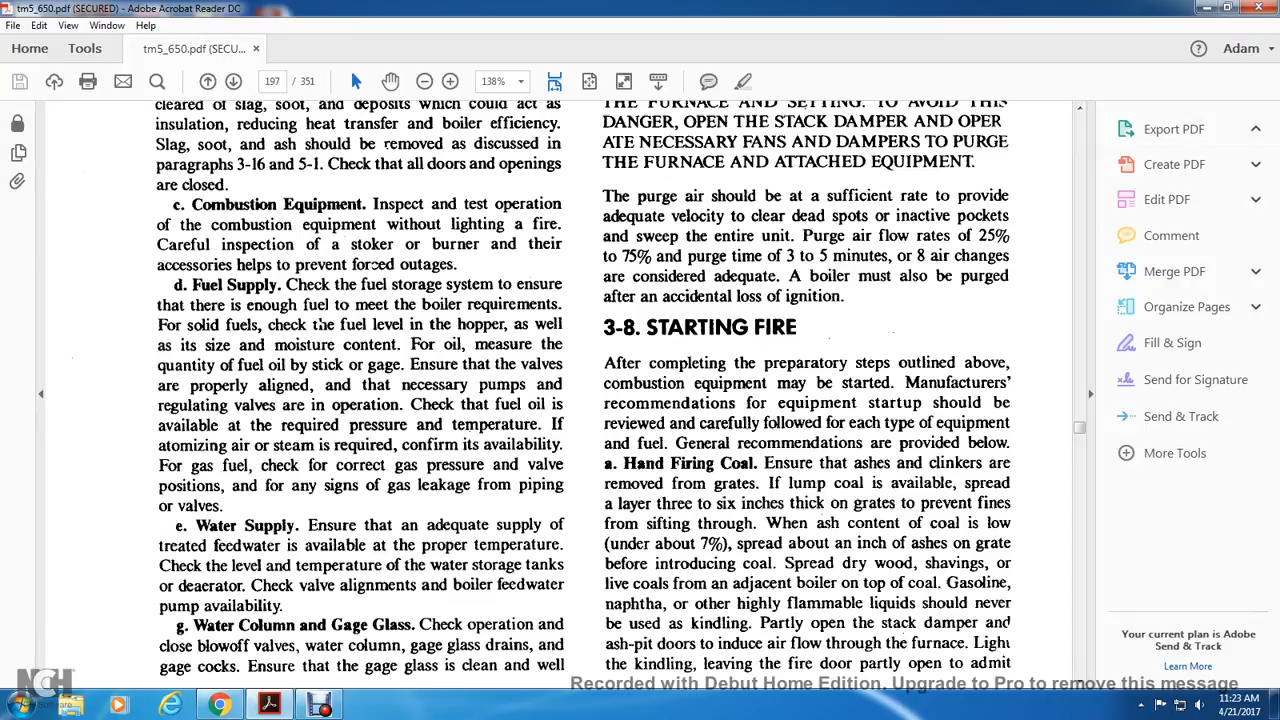 tm5_650.pdf (SECURED) - Adobe Acrobat Reader DC
File Edit View Window Help
Home Tools tm5_650.pdf (SECU... × Adam
197 / 351 138%
cleared of slag, soot, and deposits which could act as
insulation, reducing heat transfer and boiler efficiency.
Slag, soot, and ash should be removed as discussed in
paragraphs 3-16 and 5-1. Check that all doors and openings
are closed.
c. Combustion Equipment. Inspect and test operation
of the combustion equipment without lighting a fire.
Careful inspection of a stoker or burner and their
accessories helps to prevent forced outages.
d. Fuel Supply. Check the fuel storage system to ensure
that there is enough fuel to meet the boiler requirements.
For solid fuels, check the fuel level in the hopper, as well
as its size and moisture content. For oil, measure the
quantity of fuel oil by stick or gage. Ensure that the valves
are properly aligned, and that necessary pumps and
regulating valves are in operation. Check that fuel oil is
available at the required pressure and temperature. If
atomizing air or steam is required, confirm its availability.
For gas fuel, check for correct gas pressure and valve
positions, and for any signs of gas leakage from piping
or valves.
e. Water Supply. Ensure that an adequate supply of
treated feedwater is available at the proper temperature.
Check the level and temperature of the water storage tanks
or deaerator. Check valve alignments and boiler feedwater
pump availability.
g. Water Column and Gage Glass. Check operation and
close blowoff valves, water column, gage glass drains, and
gage cocks. Ensure that the gage glass is clean and well
THE FURNACE AND SETTING. TO AVOID THIS
DANGER, OPEN THE STACK DAMPER AND OPER
ATE NECESSARY FANS AND DAMPERS TO PURGE
THE FURNACE AND ATTACHED EQUIPMENT.
The purge air should be at a sufficient rate to provide
adequate velocity to clear dead spots or inactive pockets
and sweep the entire unit. Purge air flow rates of 25%
to 75% and purge time of 3 to 5 minutes, or 8 air changes
are considered adequate. A boiler must also be purged
after an accidental loss of ignition.
3-8. STARTING FIRE
After completing the preparatory steps outlined above,
combustion equipment may be started. Manufacturers'
recommendations for equipment startup should be
reviewed and carefully followed for each type of equipment
and fuel. General recommendations are provided below.
a. Hand Firing Coal. Ensure that ashes and clinkers are
removed from grates. If lump coal is available, spread
a layer three to six inches thick on grates to prevent fines
from sifting through. When ash content of coal is low
(under about 7%), spread about an inch of ashes on grate
before introducing coal. Spread dry wood, shavings, or
live coals from an adjacent boiler on top of coal. Gasoline,
naphtha, or other highly flammable liquids should never
be used as kindling. Partly open the stack damper and
ash-pit doors to induce air flow through the furnace. Light
the kindling, leaving the fire door partly open to admit
Export PDF
Create PDF
Edit PDF
Comment
Merge PDF
Organize Pages
Fill & Sign
Send for Signature
Send & Track
More Tools
Your current plan is Adobe
Send & Track
Learn More
NCH
Software
Recorded with Debut Home Edition. Upgrade to Pro to remove this message
11:23 AM
4/21/2017